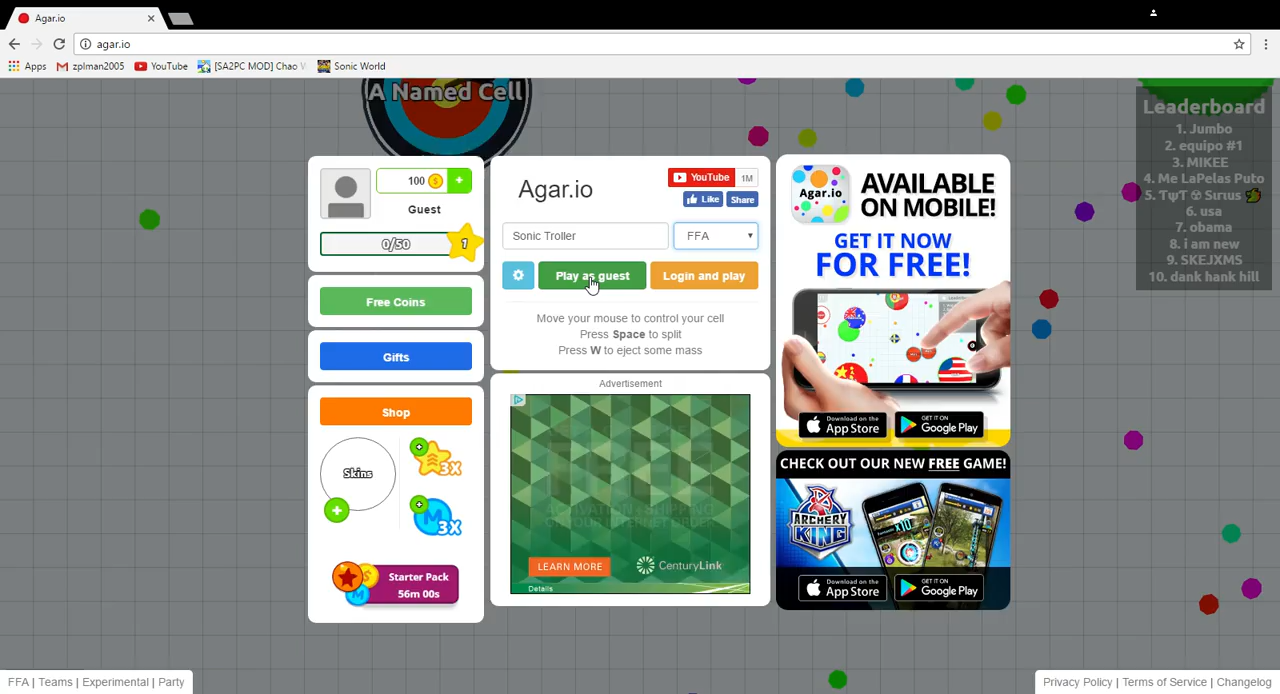 Agar.io
agar.io
Apps zplman2005 YouTube [SA2PC MOD] Chao Sonic World
A Named Cell
Leaderboard
1. Jumbo
2. equipo #1
3. MIKEE
4. Me LaPelas Puto
5. TψT ☢ Sιяιus
6. usa
7. obama
8. i am new
9. SKEJXMS
10. dank hank hill
100
Guest
0/50 1
Free Coins
Gifts
Shop
Skins
3X
M 3X
Starter Pack
56m 00s
Agar.io
YouTube 1M
Like Share
Sonic Troller FFA
Play as guest Login and play
Move your mouse to control your cell
Press Space to split
Press W to eject some mass
Advertisement
LEARN MORE CenturyLink
Details
Agar.io
AVAILABLE
ON MOBILE!
GET IT NOW
FOR FREE!
Download on the App Store GET IT ON Google Play
CHECK OUT OUR NEW FREE GAME!
ARCHERY KING
Download on the App Store GET IT ON Google Play
FFA | Teams | Experimental | Party
Privacy Policy | Terms of Service | Changelog